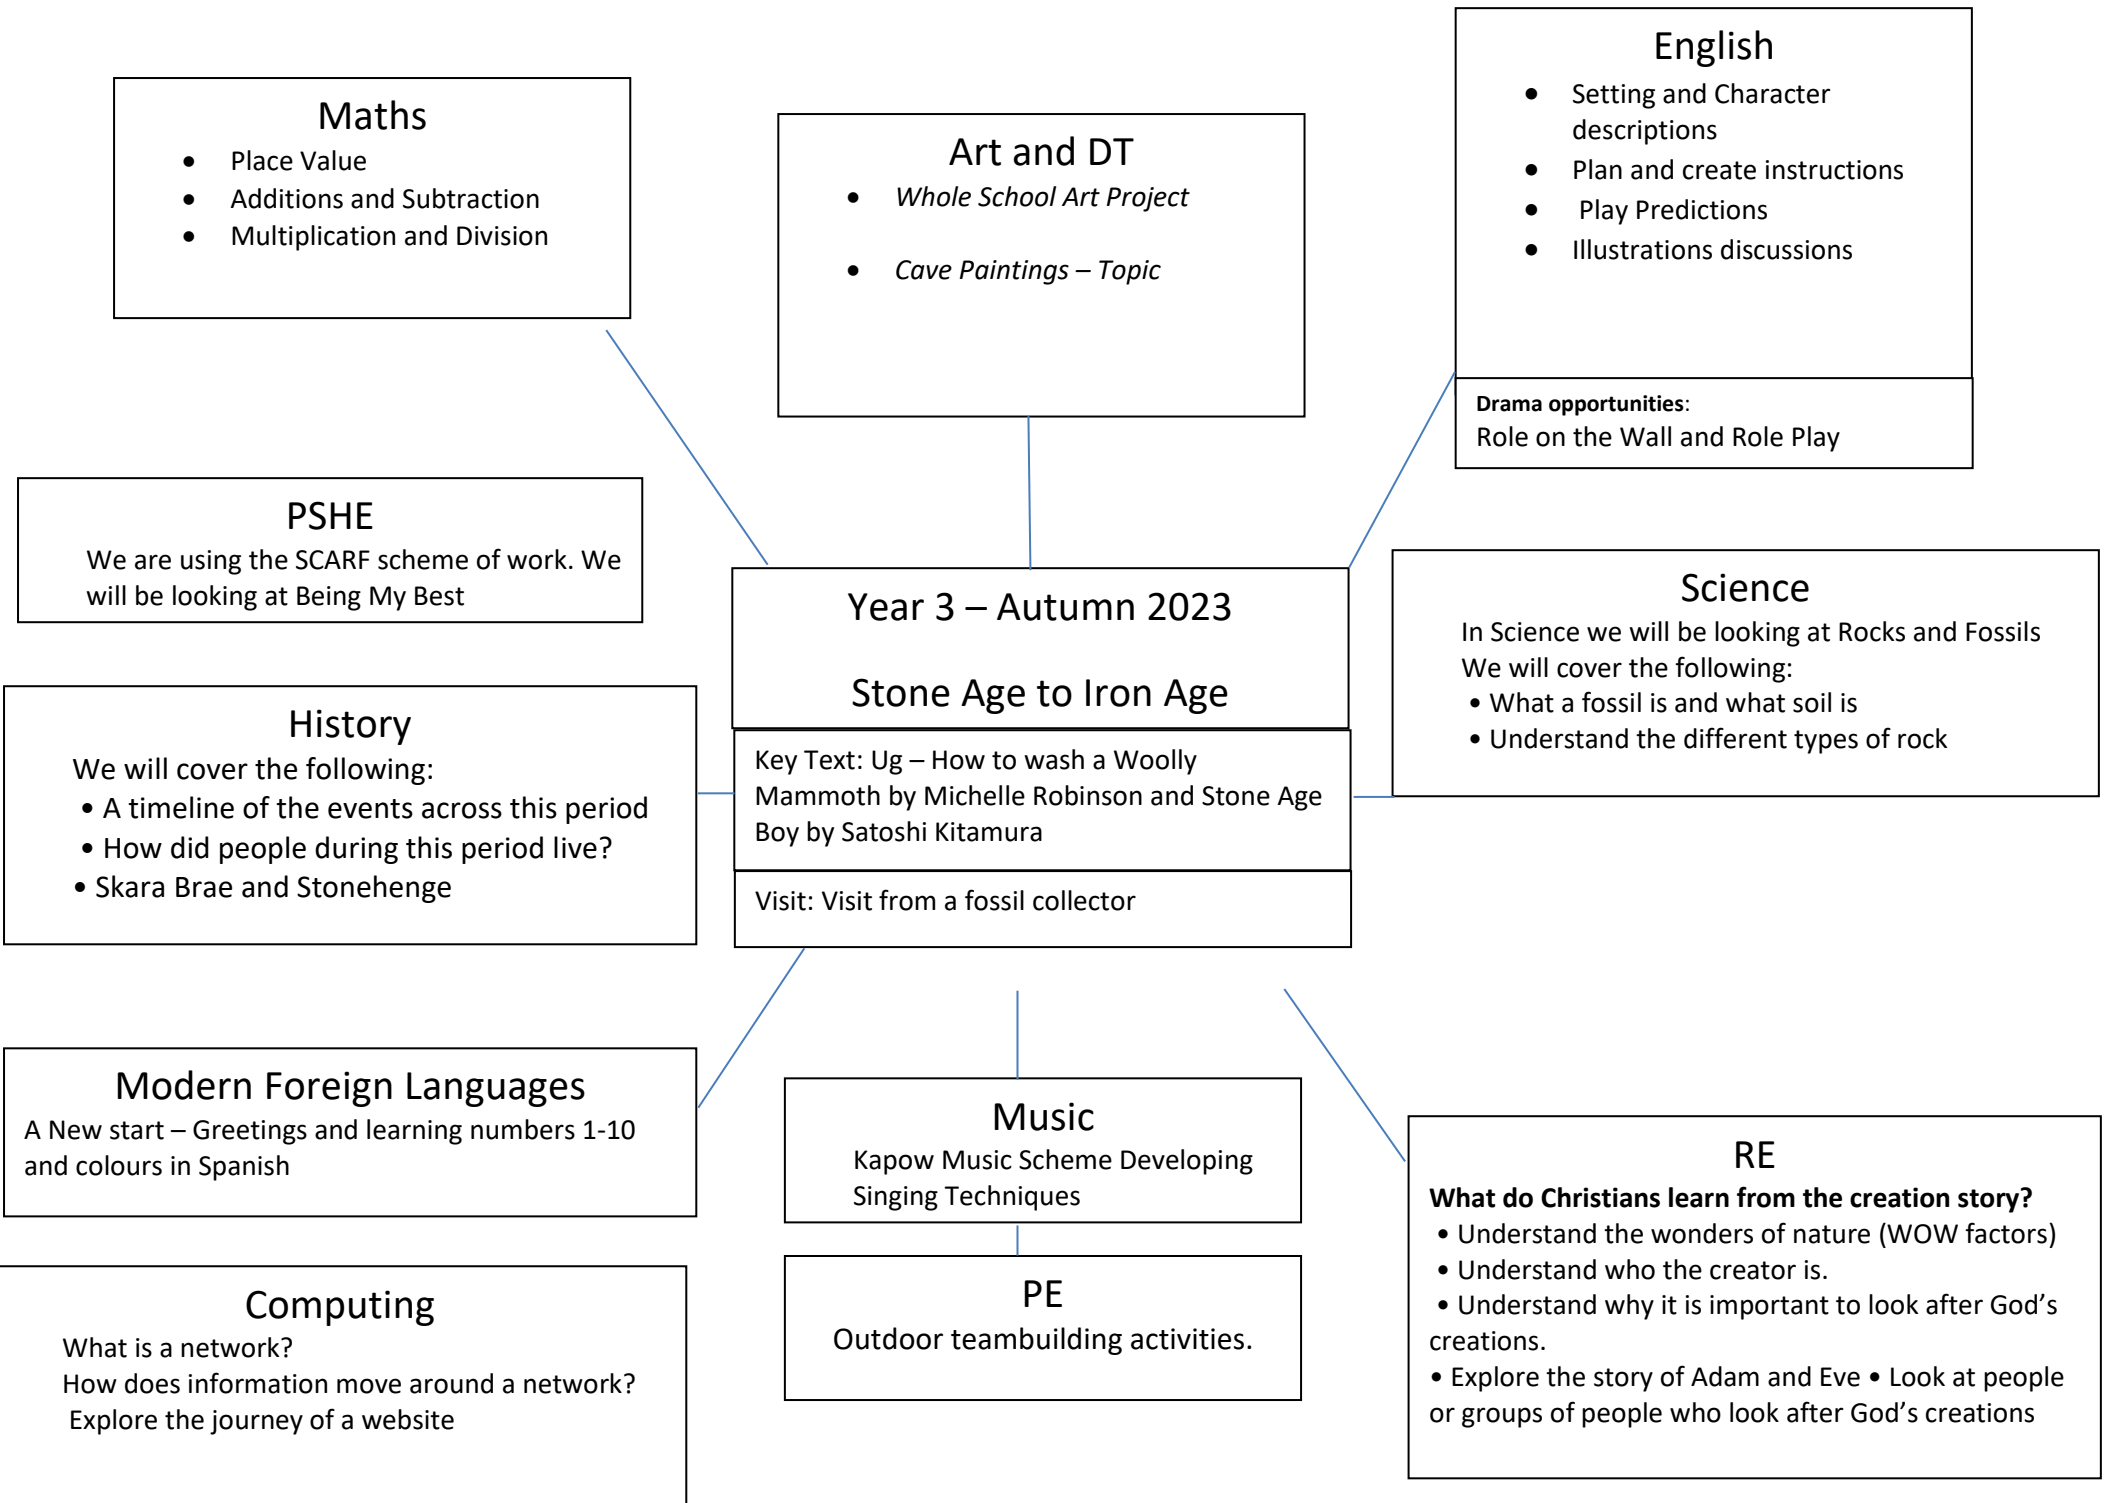 Maths
• Place Value
• Additions and Subtraction
• Multiplication and Division
Art and DT
• Whole School Art Project
• Cave Paintings – Topic
English
• Setting and Character
descriptions
• Plan and create instructions
• Play Predictions
• Illustrations discussions
Drama opportunities:
Role on the Wall and Role Play
PSHE
We are using the SCARF scheme of work. We
will be looking at Being My Best
Year 3 – Autumn 2023
Stone Age to Iron Age
Key Text: Ug – How to wash a Woolly
Mammoth by Michelle Robinson and Stone Age
Boy by Satoshi Kitamura
Visit: Visit from a fossil collector
Science
In Science we will be looking at Rocks and Fossils
We will cover the following:
• What a fossil is and what soil is
• Understand the different types of rock
History
We will cover the following:
• A timeline of the events across this period
• How did people during this period live?
• Skara Brae and Stonehenge
Modern Foreign Languages
A New start – Greetings and learning numbers 1-10
and colours in Spanish
Music
Kapow Music Scheme Developing
Singing Techniques
RE
What do Christians learn from the creation story?
• Understand the wonders of nature (WOW factors)
• Understand who the creator is.
• Understand why it is important to look after God’s
creations.
• Explore the story of Adam and Eve • Look at people
or groups of people who look after God’s creations
Computing
What is a network?
How does information move around a network?
Explore the journey of a website
PE
Outdoor teambuilding activities.